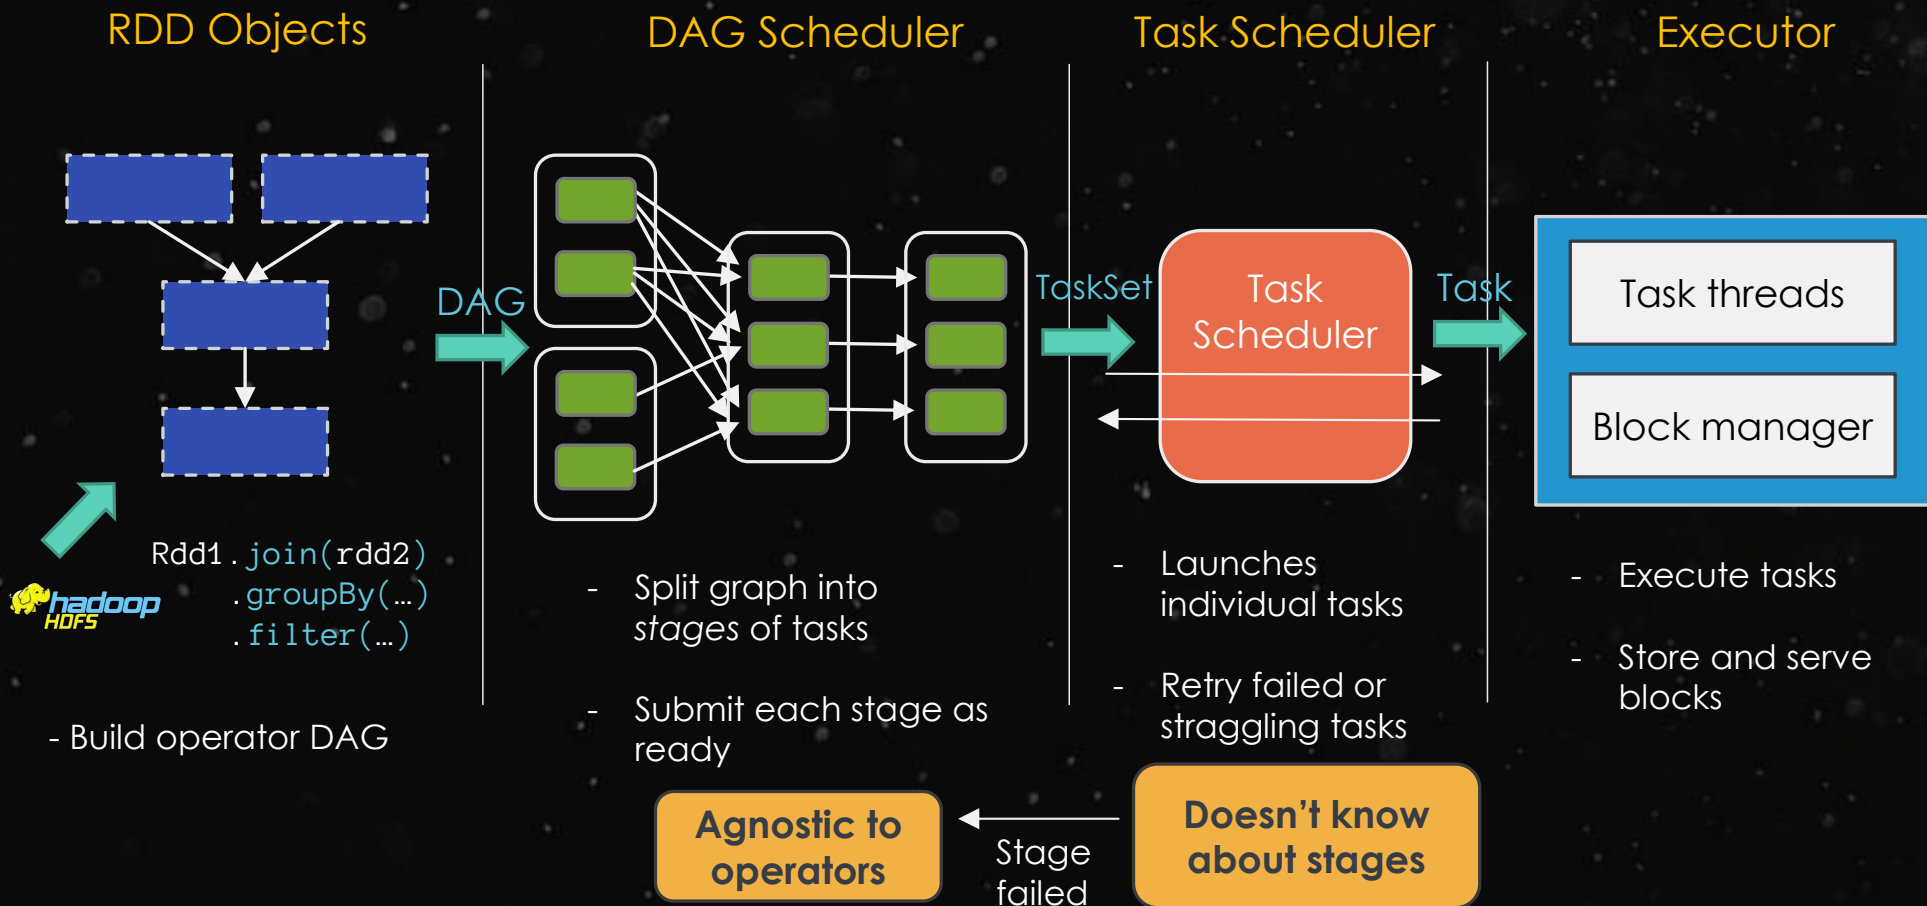 RDD Objects
DAG Scheduler
Task Scheduler
Executor
DAG
TaskSet
Task
Scheduler
Task
Task threads
Block manager
hadoop
HDFS
Rdd1.join(rdd2)
.groupBy(…)
.filter(…)
- Build operator DAG
- Split graph into
stages of tasks
- Submit each stage as
ready
- Launches
individual tasks
- Retry failed or
straggling tasks
- Execute tasks
- Store and serve
blocks
Agnostic to
operators
Stage
failed
Doesn’t know
about stages